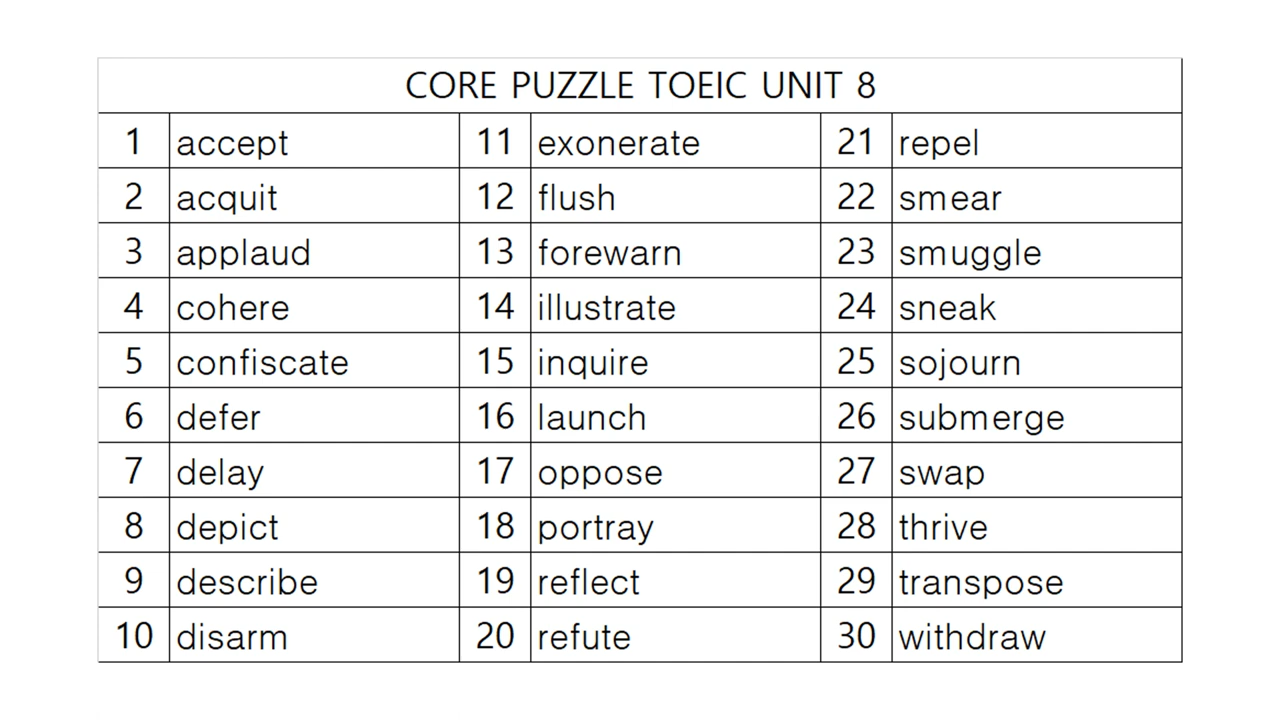 CORE PUZZLE TOEIC UNIT 8
1 accept 11 exonerate 21 repel
2 acquit 12 flush 22 smear
3 applaud 13 forewarn 23 smuggle
4 cohere 14 illustrate 24 sneak
5 confiscate 15 inquire 25 sojourn
6 defer 16 launch 26 submerge
7 delay 17 oppose 27 swap
8 depict 18 portray 28 thrive
9 describe 19 reflect 29 transpose
10 disarm 20 refute 30 withdraw